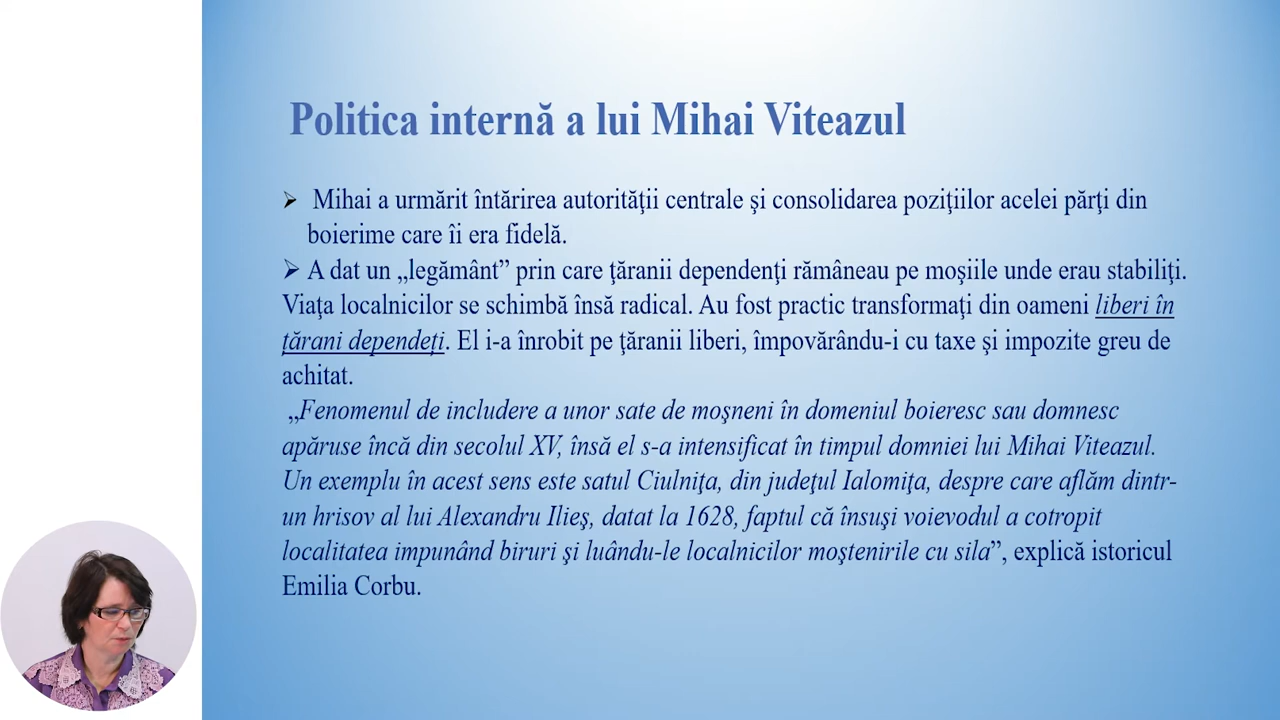 Politica internă a lui Mihai Viteazul
➢ Mihai a urmărit întărirea autorităţii centrale şi consolidarea poziţiilor acelei părţi din
boierime care îi era fidelă.
➢ A dat un „legământ” prin care ţăranii dependenţi rămâneau pe moşiile unde erau stabiliţi.
Viaţa localnicilor se schimbă însă radical. Au fost practic transformaţi din oameni liberi în
ţărani dependeţi. El i-a înrobit pe ţăranii liberi, împovărându-i cu taxe şi impozite greu de
achitat.
„Fenomenul de includere a unor sate de moşneni în domeniul boieresc sau domnesc
apăruse încă din secolul XV, însă el s-a intensificat în timpul domniei lui Mihai Viteazul.
Un exemplu în acest sens este satul Ciulniţa, din judeţul Ialomiţa, despre care aflăm dintr-
un hrisov al lui Alexandru Ilieş, datat la 1628, faptul că însuşi voievodul a cotropit
localitatea impunând biruri şi luându-le localnicilor moştenirile cu sila”, explică istoricul
Emilia Corbu.